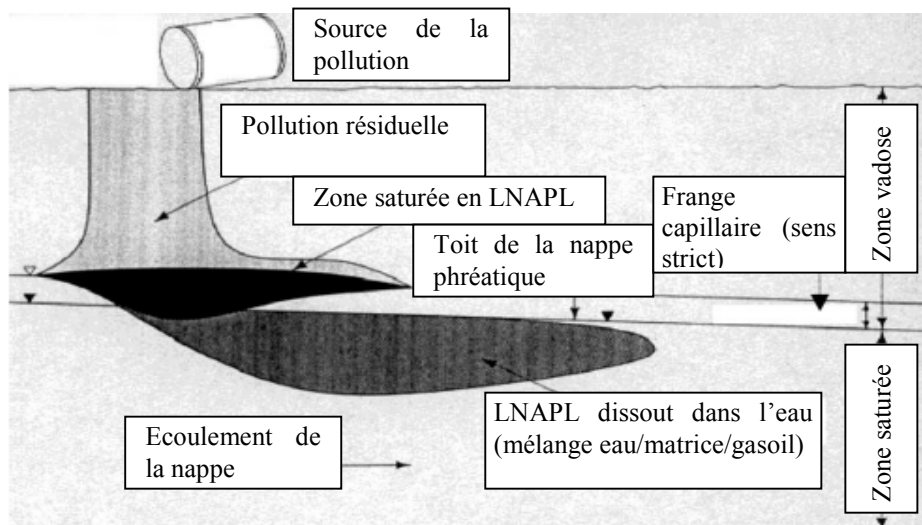 Source de la
pollution
Pollution résiduelle
Zone saturée en LNAPL
Frange
capillaire (sens
strict)
Toit de la nappe
phréatique
Zone vadose
LNAPL dissout dans l'eau
(mélange eau/matrice/gasoil)
Ecoulement de
la nappe
Zone saturée